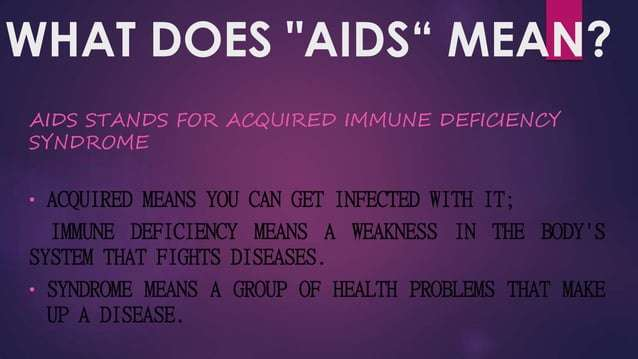 WHAT DOES "AIDS“ MEAN?
AIDS STANDS FOR ACQUIRED IMMUNE DEFICIENCY
SYNDROME
• ACQUIRED MEANS YOU CAN GET INFECTED WITH IT;
IMMUNE DEFICIENCY MEANS A WEAKNESS IN THE BODY'S
SYSTEM THAT FIGHTS DISEASES.
• SYNDROME MEANS A GROUP OF HEALTH PROBLEMS THAT MAKE
UP A DISEASE.